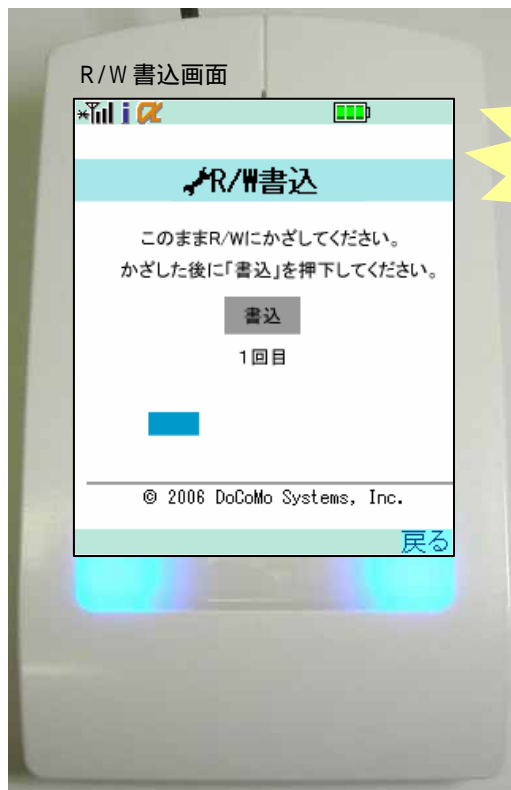 R/W書込画面
i α
R/W書込
このままR/Wにかざしてください。
かざした後に「書込」を押下してください。
書込
1回目
© 2006 DoCoMo Systems, Inc.
戻る